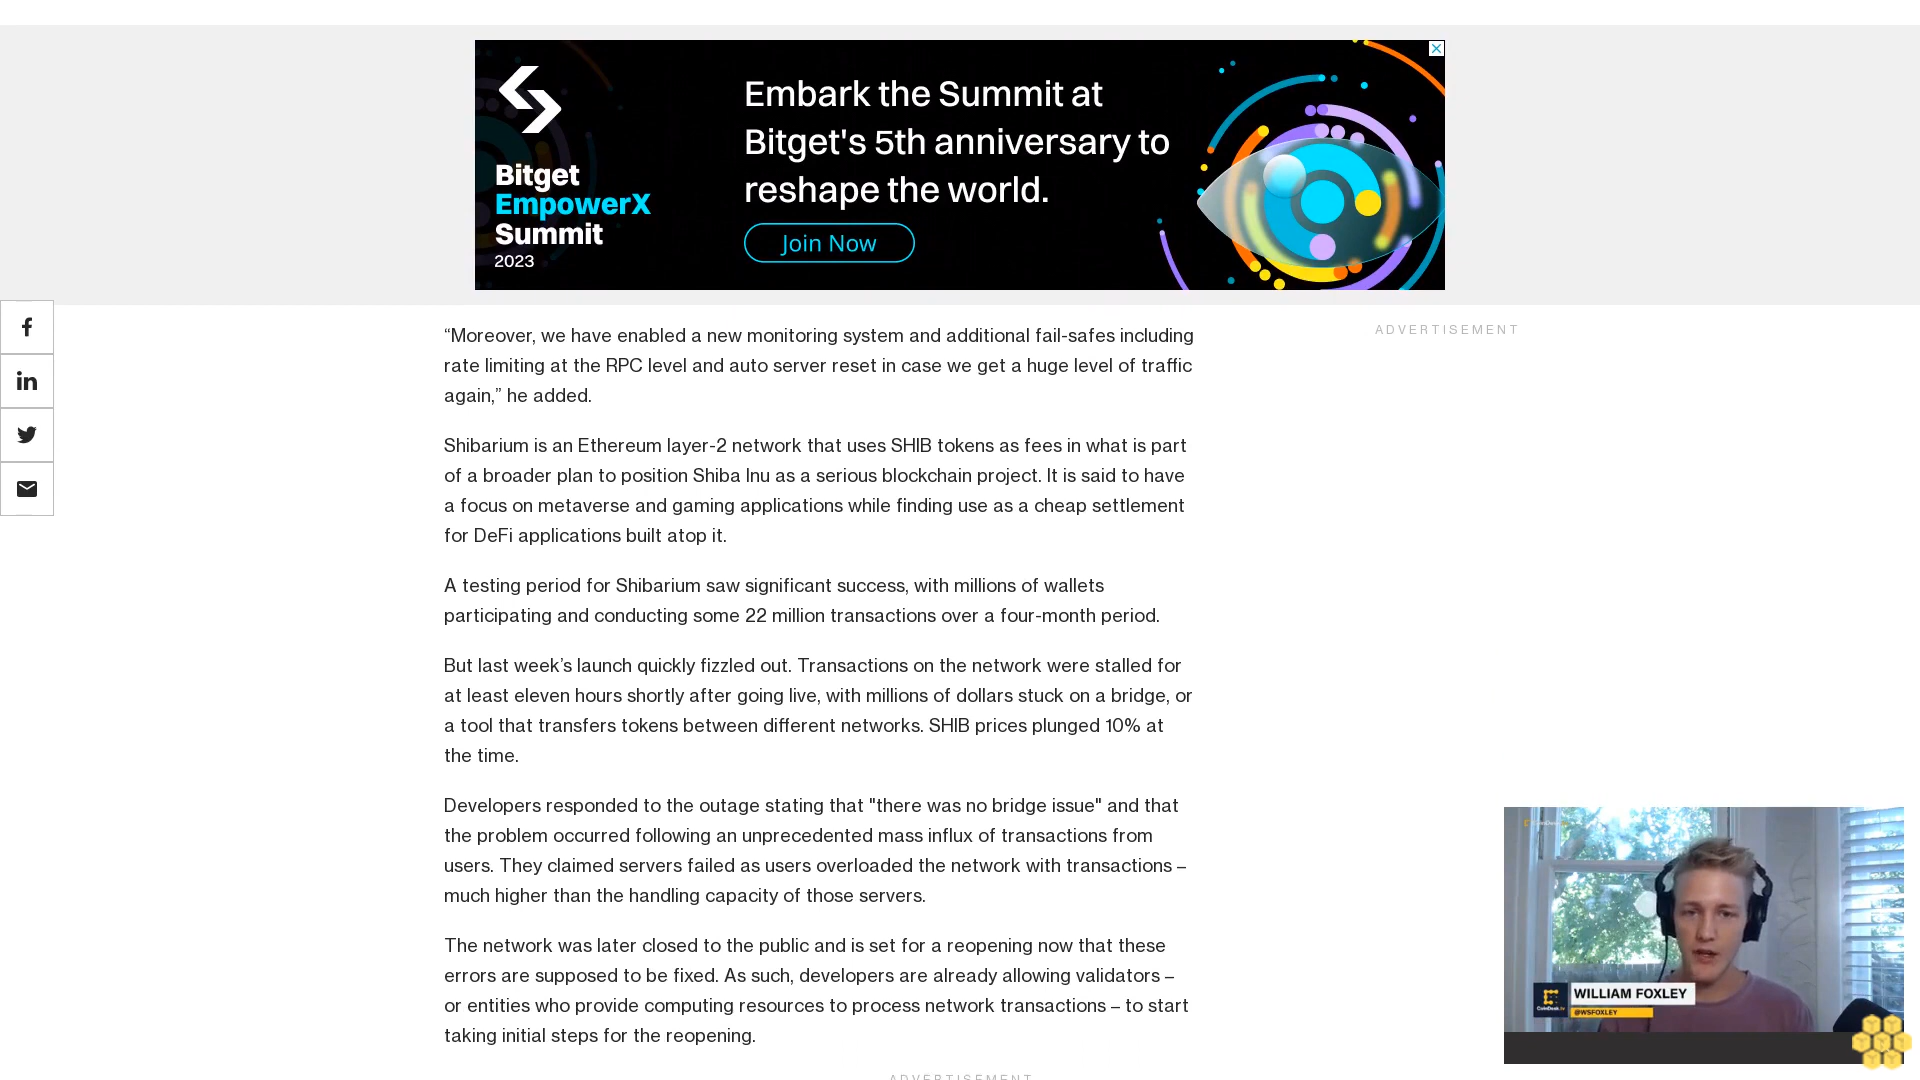 Embark the Summit at
Bitget's 5th anniversary to
reshape the world.
Join Now
Bitget
EmpowerX
Summit
2023
ADVERTISEMENT
“Moreover, we have enabled a new monitoring system and additional fail-safes including
rate limiting at the RPC level and auto server reset in case we get a huge level of traffic
again,” he added.
Shibarium is an Ethereum layer-2 network that uses SHIB tokens as fees in what is part
of a broader plan to position Shiba Inu as a serious blockchain project. It is said to have
a focus on metaverse and gaming applications while finding use as a cheap settlement
for DeFi applications built atop it.
A testing period for Shibarium saw significant success, with millions of wallets
participating and conducting some 22 million transactions over a four-month period.
But last week’s launch quickly fizzled out. Transactions on the network were stalled for
at least eleven hours shortly after going live, with millions of dollars stuck on a bridge, or
a tool that transfers tokens between different networks. SHIB prices plunged 10% at
the time.
Developers responded to the outage stating that "there was no bridge issue" and that
the problem occurred following an unprecedented mass influx of transactions from
users. They claimed servers failed as users overloaded the network with transactions –
much higher than the handling capacity of those servers.
The network was later closed to the public and is set for a reopening now that these
errors are supposed to be fixed. As such, developers are already allowing validators –
or entities who provide computing resources to process network transactions – to start
taking initial steps for the reopening.
WILLIAM FOXLEY
@WSFOXLEY
CoinDesk.tv
ADVERTISEMENT